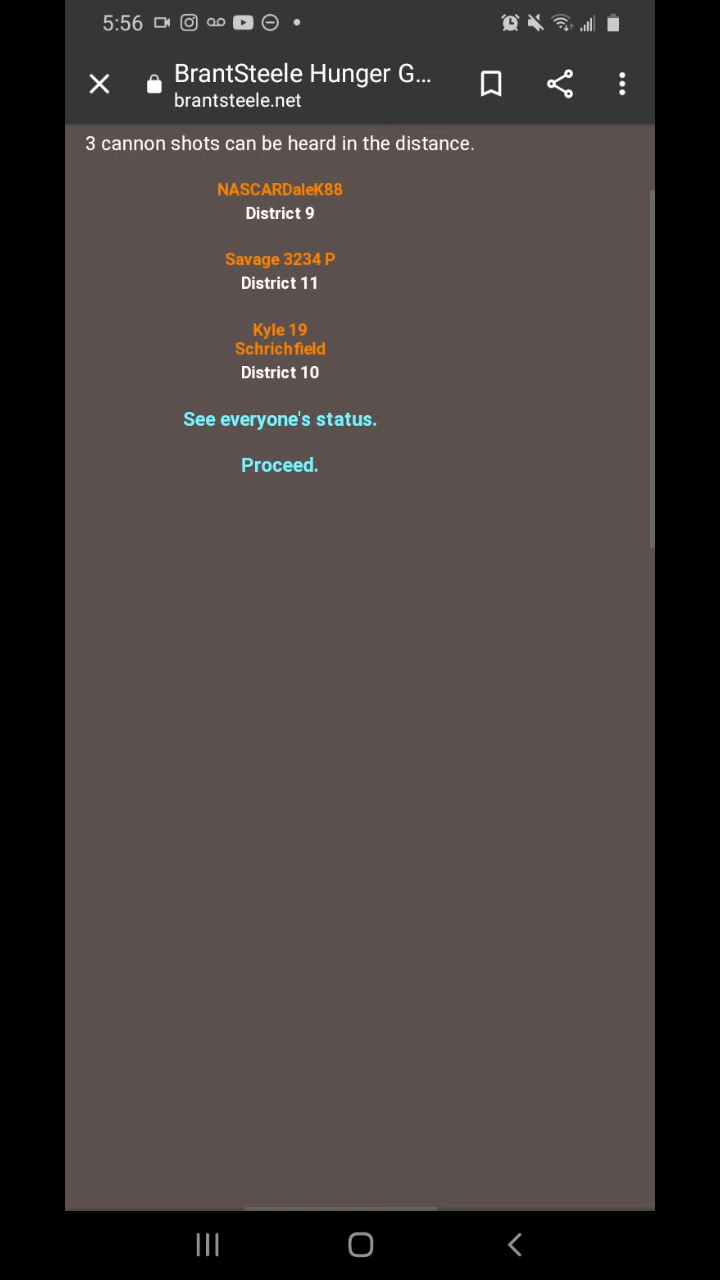 5:56
BrantSteele Hunger G...
brantsteele.net
3 cannon shots can be heard in the distance.
NASCARDaleK88
District 9
Savage 3234 P
District 11
Kyle 19
Schrichfield
District 10
See everyone's status.
Proceed.